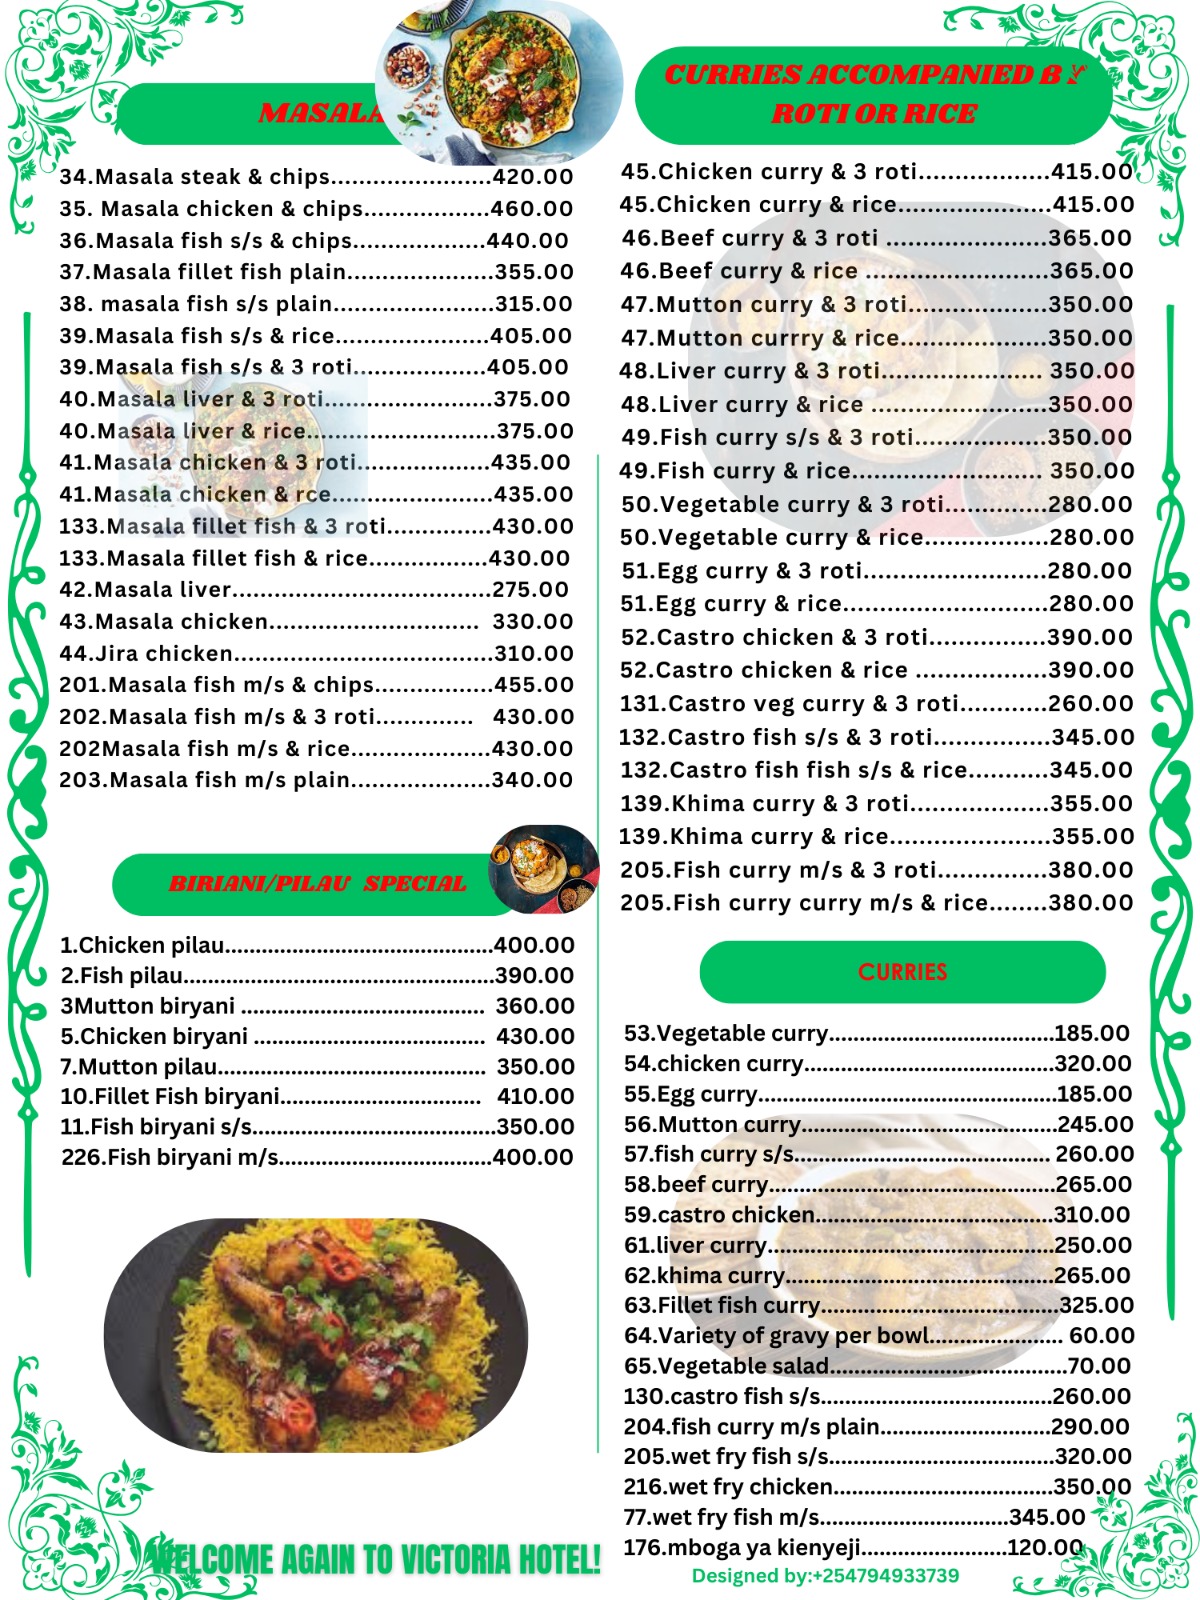 MASALA
34.Masala steak & chips......................420.00
35. Masala chicken & chips.................460.00
36.Masala fish s/s & chips..................440.00
37.Masala fillet fish plain....................355.00
38. masala fish s/s plain......................315.00
39.Masala fish s/s & rice.....................405.00
39.Masala fish s/s & 3 roti..................405.00
40.Masala liver & 3 roti.......................375.00
40.Masala liver & rice..........................375.00
41.Masala chicken & 3 roti..................435.00
41.Masala chicken & rce......................435.00
133.Masala fillet fish & 3 roti..............430.00
133.Masala fillet fish & rice................430.00
42.Masala liver...................................275.00
43.Masala chicken............................ 330.00
44.Jira chicken...................................310.00
201.Masala fish m/s & chips................455.00
202.Masala fish m/s & 3 roti............. 430.00
202Masala fish m/s & rice...................430.00
203.Masala fish m/s plain...................340.00
BIRIANI/PILAU SPECIAL
1.Chicken pilau.............................................400.00
2.Fish pilau....................................................390.00
3Mutton biryani ......................................... 360.00
5.Chicken biryani ....................................... 430.00
7.Mutton pilau............................................. 350.00
10.Fillet Fish biryani.................................. 410.00
11.Fish biryani s/s.........................................350.00
226.Fish biryani m/s....................................400.00
WELCOME AGAIN TO VICTORIA HOTEL!
CURRIES ACCOMPANIED BY
ROTI OR RICE
45.Chicken curry & 3 roti..................415.00
45.Chicken curry & rice.....................415.00
46.Beef curry & 3 roti ......................365.00
46.Beef curry & rice .........................365.00
47.Mutton curry & 3 roti...................350.00
47.Mutton currry & rice....................350.00
48.Liver curry & 3 roti...................... 350.00
48.Liver curry & rice ........................350.00
49.Fish curry s/s & 3 roti..................350.00
49.Fish curry & rice.......................... 350.00
50.Vegetable curry & 3 roti..............280.00
50.Vegetable curry & rice.................280.00
51.Egg curry & 3 roti.........................280.00
51.Egg curry & rice............................280.00
52.Castro chicken & 3 roti................390.00
52.Castro chicken & rice ..................390.00
131.Castro veg curry & 3 roti............260.00
132.Castro fish s/s & 3 roti...............345.00
132.Castro fish fish s/s & rice...........345.00
139.Khima curry & 3 roti...................355.00
139.Khima curry & rice......................355.00
205.Fish curry m/s & 3 roti...............380.00
205.Fish curry curry m/s & rice........380.00
CURRIES
53.Vegetable curry......................................185.00
54.chicken curry..........................................320.00
55.Egg curry..................................................185.00
56.Mutton curry...........................................245.00
57.fish curry s/s........................................... 260.00
58.beef curry................................................265.00
59.castro chicken........................................310.00
61.liver curry................................................250.00
62.khima curry.............................................265.00
63.Fillet fish curry........................................325.00
64.Variety of gravy per bowl...................... 60.00
65.Vegetable salad........................................70.00
130.castro fish s/s.......................................260.00
204.fish curry m/s plain.............................290.00
205.wet fry fish s/s......................................320.00
216.wet fry chicken.....................................350.00
77.wet fry fish m/s................................345.00
176.mboga ya kienyeji.........................120.00
Designed by:+254794933739